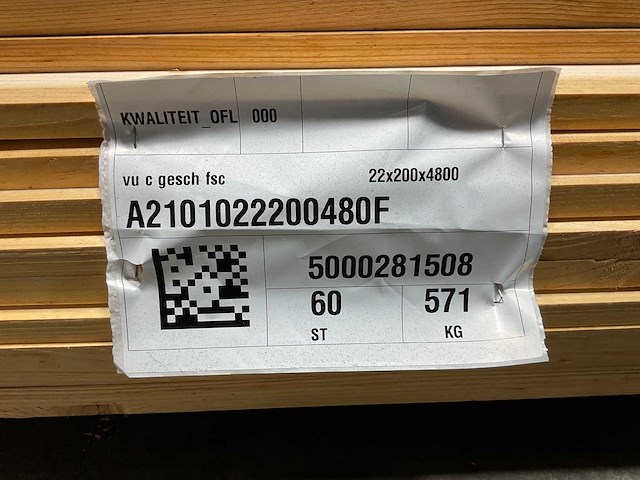 KWALITEIT_OFL 000
vu c gesch fsc 22x200x4800
A2101022200480F
5000281508
60 571
ST KG